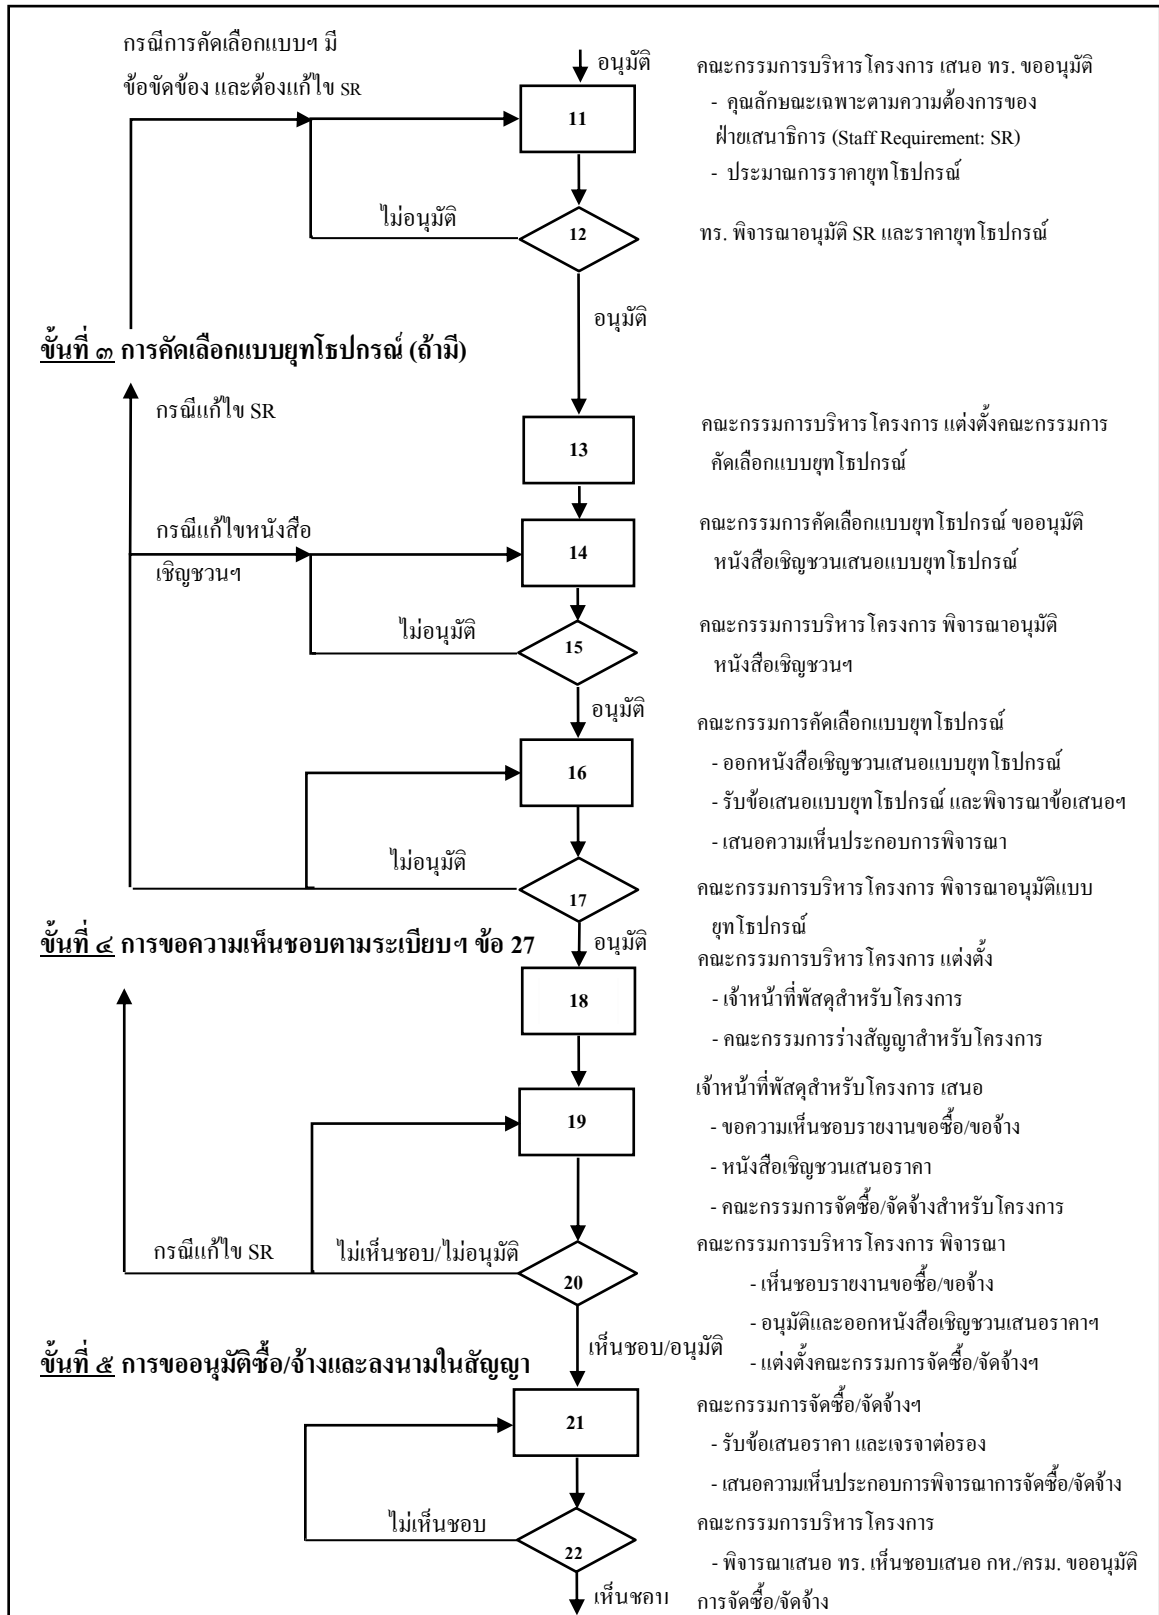 กรณีการคัดเลือกแบบฯ มี
ข้อขัดข้อง และต้องแก้ไข SR
อนุมัติ
11
คณะกรรมการบริหารโครงการ เสนอ ทร. ขออนุมัติ
- คุณลักษณะเฉพาะตามความต้องการของ
ฝ่ายเสนาธิการ (Staff Requirement: SR)
- ประมาณการราคายุทโธปกรณ์
ไม่อนุมัติ
12
ทร. พิจารณาอนุมัติ SR และราคายุทโธปกรณ์
อนุมัติ
ขั้นที่ ๓ การคัดเลือกแบบยุทโธปกรณ์ (ถ้ามี)
กรณีแก้ไข SR
13
คณะกรรมการบริหารโครงการ แต่งตั้งคณะกรรมการ
คัดเลือกแบบยุทโธปกรณ์
กรณีแก้ไขหนังสือ
เชิญชวนฯ
14
คณะกรรมการคัดเลือกแบบยุทโธปกรณ์ ขออนุมัติ
หนังสือเชิญชวนเสนอแบบยุทโธปกรณ์
ไม่อนุมัติ
15
คณะกรรมการบริหารโครงการ พิจารณาอนุมัติ
หนังสือเชิญชวนฯ
อนุมัติ
16
คณะกรรมการคัดเลือกแบบยุทโธปกรณ์
- ออกหนังสือเชิญชวนเสนอแบบยุทโธปกรณ์
- รับข้อเสนอแบบยุทโธปกรณ์ และพิจารณาข้อเสนอฯ
- เสนอความเห็นประกอบการพิจารณา
ไม่อนุมัติ
17
คณะกรรมการบริหารโครงการ พิจารณาอนุมัติแบบ
ยุทโธปกรณ์
ขั้นที่ ๔ การขอความเห็นชอบตามระเบียบฯ ข้อ 27
อนุมัติ
18
คณะกรรมการบริหารโครงการ แต่งตั้ง
- เจ้าหน้าที่พัสดุสำหรับโครงการ
- คณะกรรมการร่างสัญญาสำหรับโครงการ
19
เจ้าหน้าที่พัสดุสำหรับโครงการ เสนอ
- ขอความเห็นชอบรายงานขอซื้อ/ขอจ้าง
- หนังสือเชิญชวนเสนอราคา
- คณะกรรมการจัดซื้อ/จัดจ้างสำหรับโครงการ
กรณีแก้ไข SR
ไม่เห็นชอบ/ไม่อนุมัติ
20
คณะกรรมการบริหารโครงการ พิจารณา
- เห็นชอบรายงานขอซื้อ/ขอจ้าง
- อนุมัติและออกหนังสือเชิญชวนเสนอราคาฯ
- แต่งตั้งคณะกรรมการจัดซื้อ/จัดจ้างฯ
เห็นชอบ/อนุมัติ
ขั้นที่ ๕ การขออนุมัติซื้อ/จ้างและลงนามในสัญญา
21
คณะกรรมการจัดซื้อ/จัดจ้างฯ
- รับข้อเสนอราคา และเจรจาต่อรอง
- เสนอความเห็นประกอบการพิจารณาการจัดซื้อ/จัดจ้าง
ไม่เห็นชอบ
22
คณะกรรมการบริหารโครงการ
- พิจารณาเสนอ ทร. เห็นชอบเสนอ กห./ครม. ขออนุมัติ
การจัดซื้อ/จัดจ้าง
เห็นชอบ